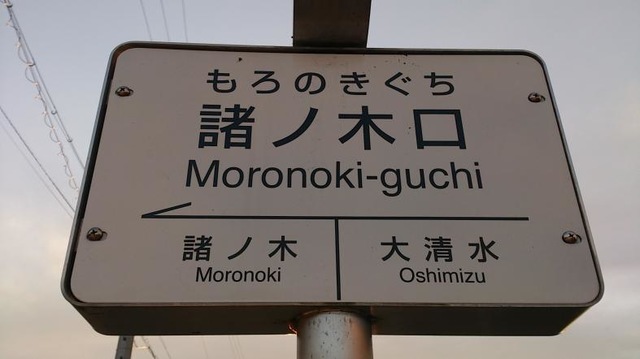 もろのきぐち
諸ノ木口
Moronoki-guchi
諸ノ木
Moronoki
大清水
Oshimizu